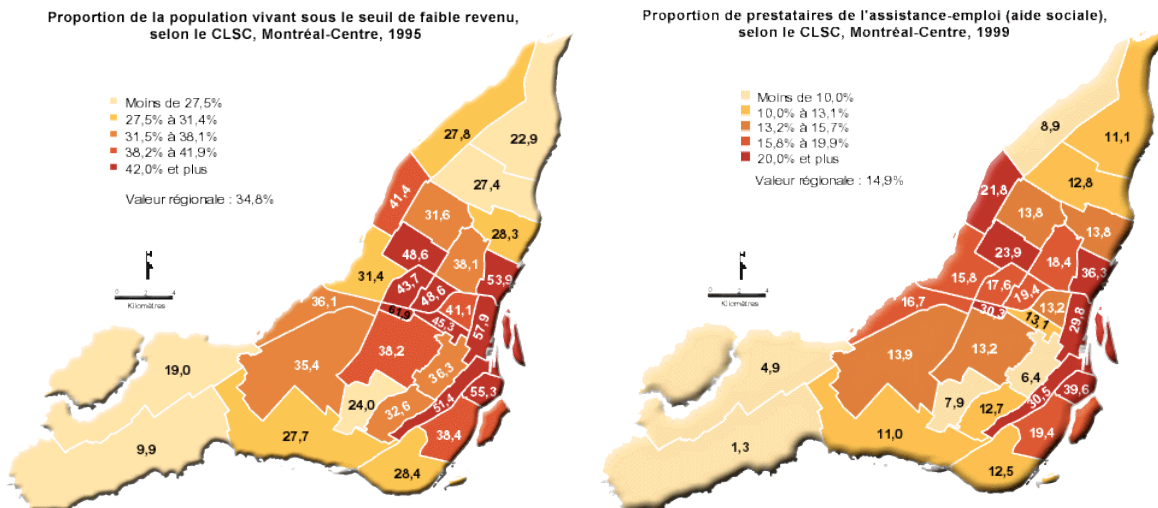 Proportion de la population vivant sous le seuil de faible revenu,
selon le CLSC, Montréal-Centre, 1995
Moins de 27,5%
27,5% à 31,4%
31,5% à 38,1%
38,2% à 41,9%
42,0% et plus
Valeur régionale : 34,8%
0 2 4
Kilomètres
27,8
22,9
27,4
41,4
31,6
28,3
48,6
38,1
53,9
31,4
43,7
48,6
41,1
57,9
36,1
61,9
45,3
38,2
35,4
36,3
19,0
24,0
32,6
51,4
55,3
38,4
27,7
9,9
28,4
Proportion de prestataires de l'assistance-emploi (aide sociale),
selon le CLSC, Montréal-Centre, 1999
Moins de 10,0%
10,0% à 13,1%
13,2% à 15,7%
15,8% à 19,9%
20,0% et plus
Valeur régionale : 14,9%
0 2 4
Kilomètres
8,9
11,1
12,8
21,8
13,8
13,8
23,9
18,4
36,3
15,8
17,6
19,4
13,2
29,8
16,7
30,3
13,1
13,9
13,2
6,4
4,9
7,9
12,7
30,5
39,6
19,4
11,0
1,3
12,5